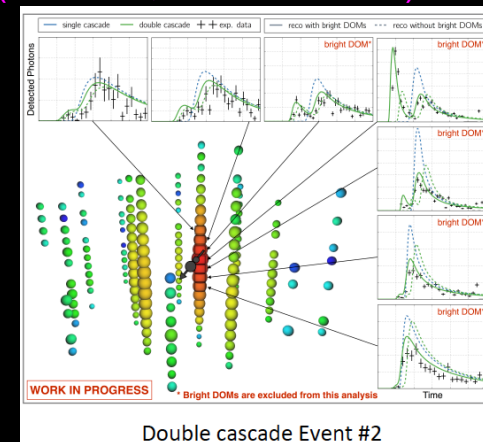 single cascade double cascade exp. data reco with bright DOMs reco without bright DOMs
Detected Photons
bright DOM*
bright DOM*
bright DOM*
bright DOM*
bright DOM*
WORK IN PROGRESS
* Bright DOMs are excluded from this analysis
Time
Double cascade Event #2